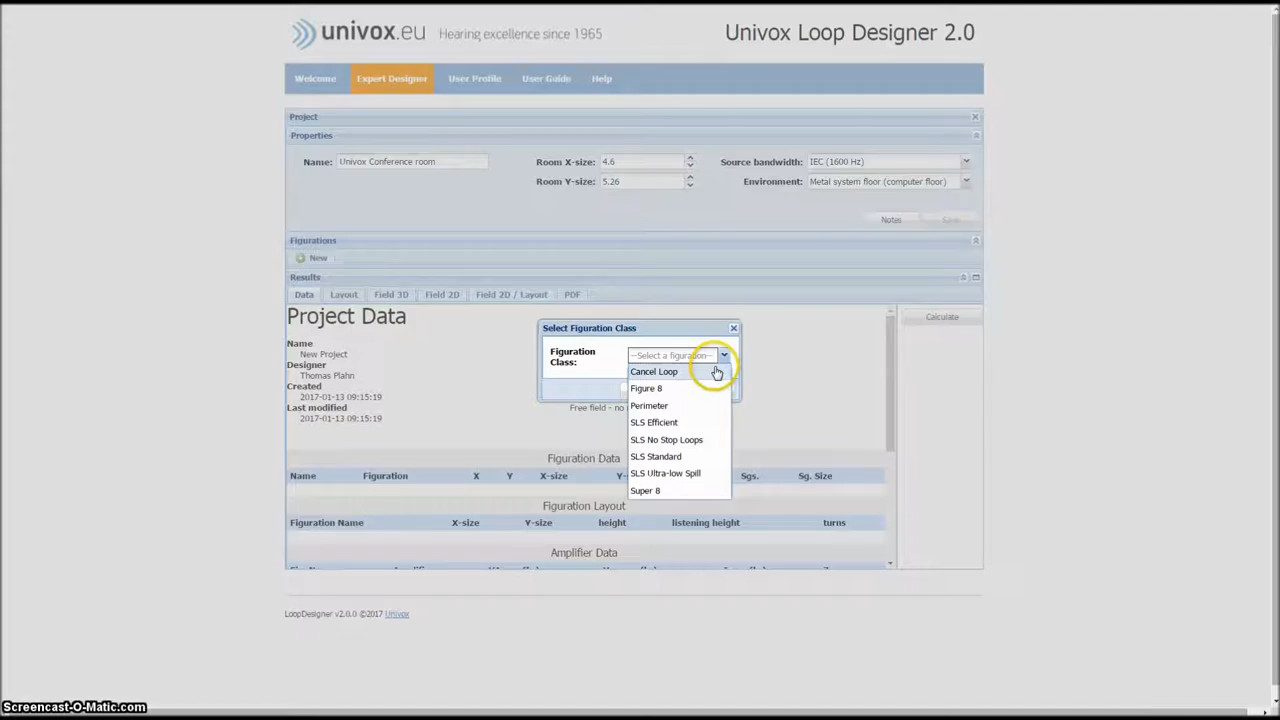 univox.eu Hearing excellence since 1965 Univox Loop Designer 2.0
Welcome Expert Designer User Profile User Guide Help
Project
Properties
Name: Univox Conference room Room X-size: 4.6 Source bandwidth: IEC (1600 Hz)
Room Y-size: 5.26 Environment: Metal system floor (computer floor)
Notes Save
Figurations
New
Results
Data Layout Field 3D Field 2D Field 2D / Layout PDF
Project Data
Calculate
Name
New Project
Designer
Thomas Plahn
Created
2017-01-13 09:15:19
Last modified
2017-01-13 09:15:19
Select Figuration Class
Figuration Class:
--Select a figuration--
Cancel Loop
Figure 8
Perimeter
SLS Efficient
SLS No Stop Loops
SLS Standard
SLS Ultra-low Spill
Super 8
Free field - no
Figuration Data
Name Figuration X Y X-size Y- Sgs. Sg. Size
Figuration Layout
Figuration Name X-size Y-size height listening height turns
Amplifier Data
LoopDesigner v2.0.0 ©2017 Univox
Screencast-O-Matic.com